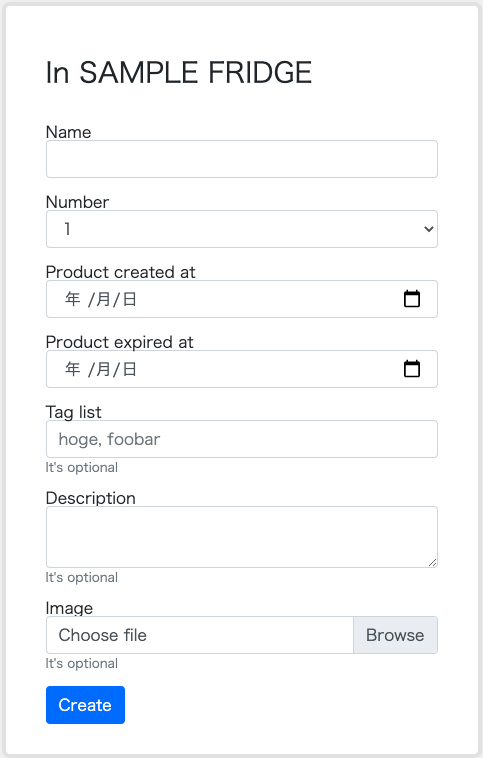 In SAMPLE FRIDGE
Name
Number
1
Product created at
年 /月/日
Product expired at
年 /月/日
Tag list
hoge, foobar
It's optional
Description
It's optional
Image
Choose file Browse
It's optional
Create